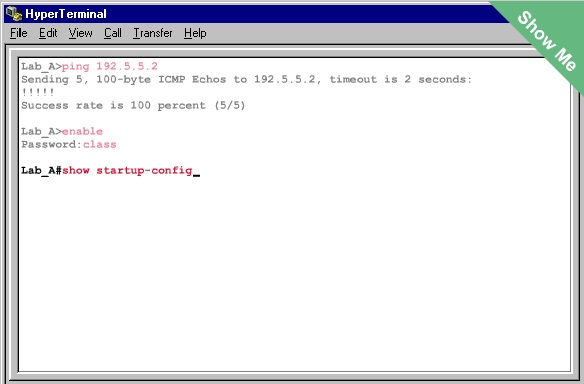 HyperTerminal
Show Me
File Edit View Call Transfer Help
Lab_A>ping 192.5.5.2
Sending 5, 100-byte ICMP Echos to 192.5.5.2, timeout is 2 seconds:
!!!!!
Success rate is 100 percent (5/5)
Lab_A>enable
Password:class
Lab_A#show startup-config_